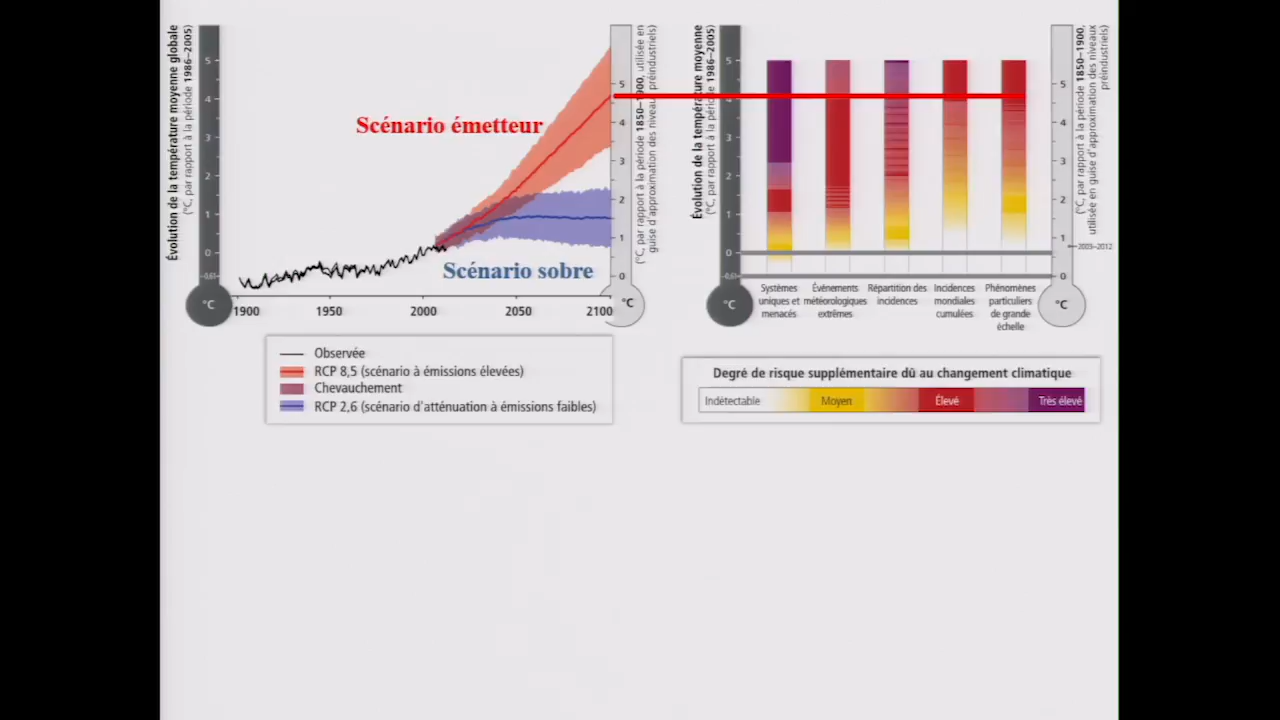 Évolution de la température moyenne globale
(°C, par rapport à la période 1986–2005)
5
4
3
2
1
0
-0,61
°C
Scénario émetteur
Scénario sobre
1900
1950
2000
2050
2100
5
4
3
2
1
0
°C
(°C, par rapport à la période 1850–1900, utilisée en
guise d'approximation des niveaux préindustriels)
Observée
RCP 8,5 (scénario à émissions élevées)
Chevauchement
RCP 2,6 (scénario d'atténuation à émissions faibles)
Évolution de la température moyenne
(°C, par rapport à la période 1986–2005)
5
4
3
2
1
0
-0,61
°C
Systèmes
uniques et
menacés
Événements
météorologiques
extrêmes
Répartition des
incidences
Incidences
mondiales
cumulées
Phénomènes
particuliers
de grande
échelle
5
4
3
2
1
0
°C
2003–2012
(°C, par rapport à la période 1850–1900,
utilisée en guise d'approximation des niveaux
préindustriels)
Degré de risque supplémentaire dû au changement climatique
Indétectable
Moyen
Élevé
Très élevé